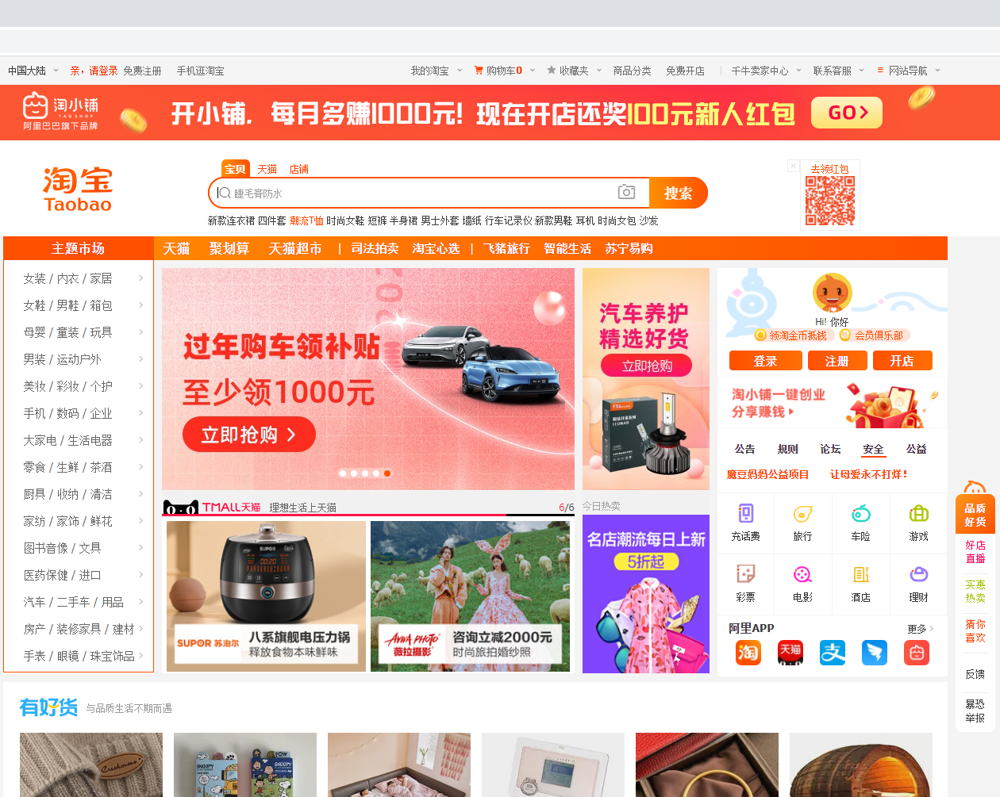 中国大陆 亲，请登录 免费注册 手机逛淘宝 我的淘宝 购物车0 收藏夹 商品分类 免费开店 千牛卖家中心 联系客服 网站导航
淘小铺
TAO SHOP
阿里巴巴旗下品牌
开小铺，每月多赚1000元！现在开店还奖100元新人红包 GO
淘宝
Taobao
宝贝 天猫 店铺
睫毛膏防水 搜索
新款连衣裙 四件套 潮流T恤 时尚女鞋 短裤 半身裙 男士外套 墙纸 行车记录仪 新款男鞋 耳机 时尚女包 沙发
去领红包
主题市场 天猫 聚划算 天猫超市 | 司法拍卖 淘宝心选 | 飞猪旅行 智能生活 苏宁易购
女装 / 内衣 / 家居
女鞋 / 男鞋 / 箱包
母婴 / 童装 / 玩具
男装 / 运动户外
美妆 / 彩妆 / 个护
手机 / 数码 / 企业
大家电 / 生活电器
零食 / 生鲜 / 茶酒
厨具 / 收纳 / 清洁
家纺 / 家饰 / 鲜花
图书音像 / 文具
医药保健 / 进口
汽车 / 二手车 / 用品
房产 / 装修家具 / 建材
手表 / 眼镜 / 珠宝饰品
过年购车领补贴
至少领1000元
立即抢购
汽车养护
精选好货
立即抢购
FSL
Hi! 你好
领淘金币抵钱 会员俱乐部
登录 注册 开店
淘小铺一键创业
分享赚钱
公告 规则 论坛 安全 公益
魔豆妈妈公益项目 让母爱永不打烊！
充话费 旅行 车险 游戏
彩票 电影 酒店 理财
阿里APP 更多
淘 天猫 支
TMALL天猫 理想生活上天猫 6/6
SUPOR
SUPOR 苏泊尔
八系旗舰电压力锅
释放食物本味鲜味
AIWA PHOTO
薇拉摄影
咨询立减2000元
时尚旅拍婚纱照
今日热卖
名店潮流每日上新
5折起
品质
好货
好店
直播
实惠
热卖
猜你
喜欢
反馈
暴恐
举报
有好货 与品质生活不期而遇
Cashmere
SNOOPY
SNOOPY